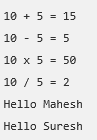 10 + 5 = 15
10 - 5 = 5
10 x 5 = 50
10 / 5 = 2
Hello Mahesh
Hello Suresh